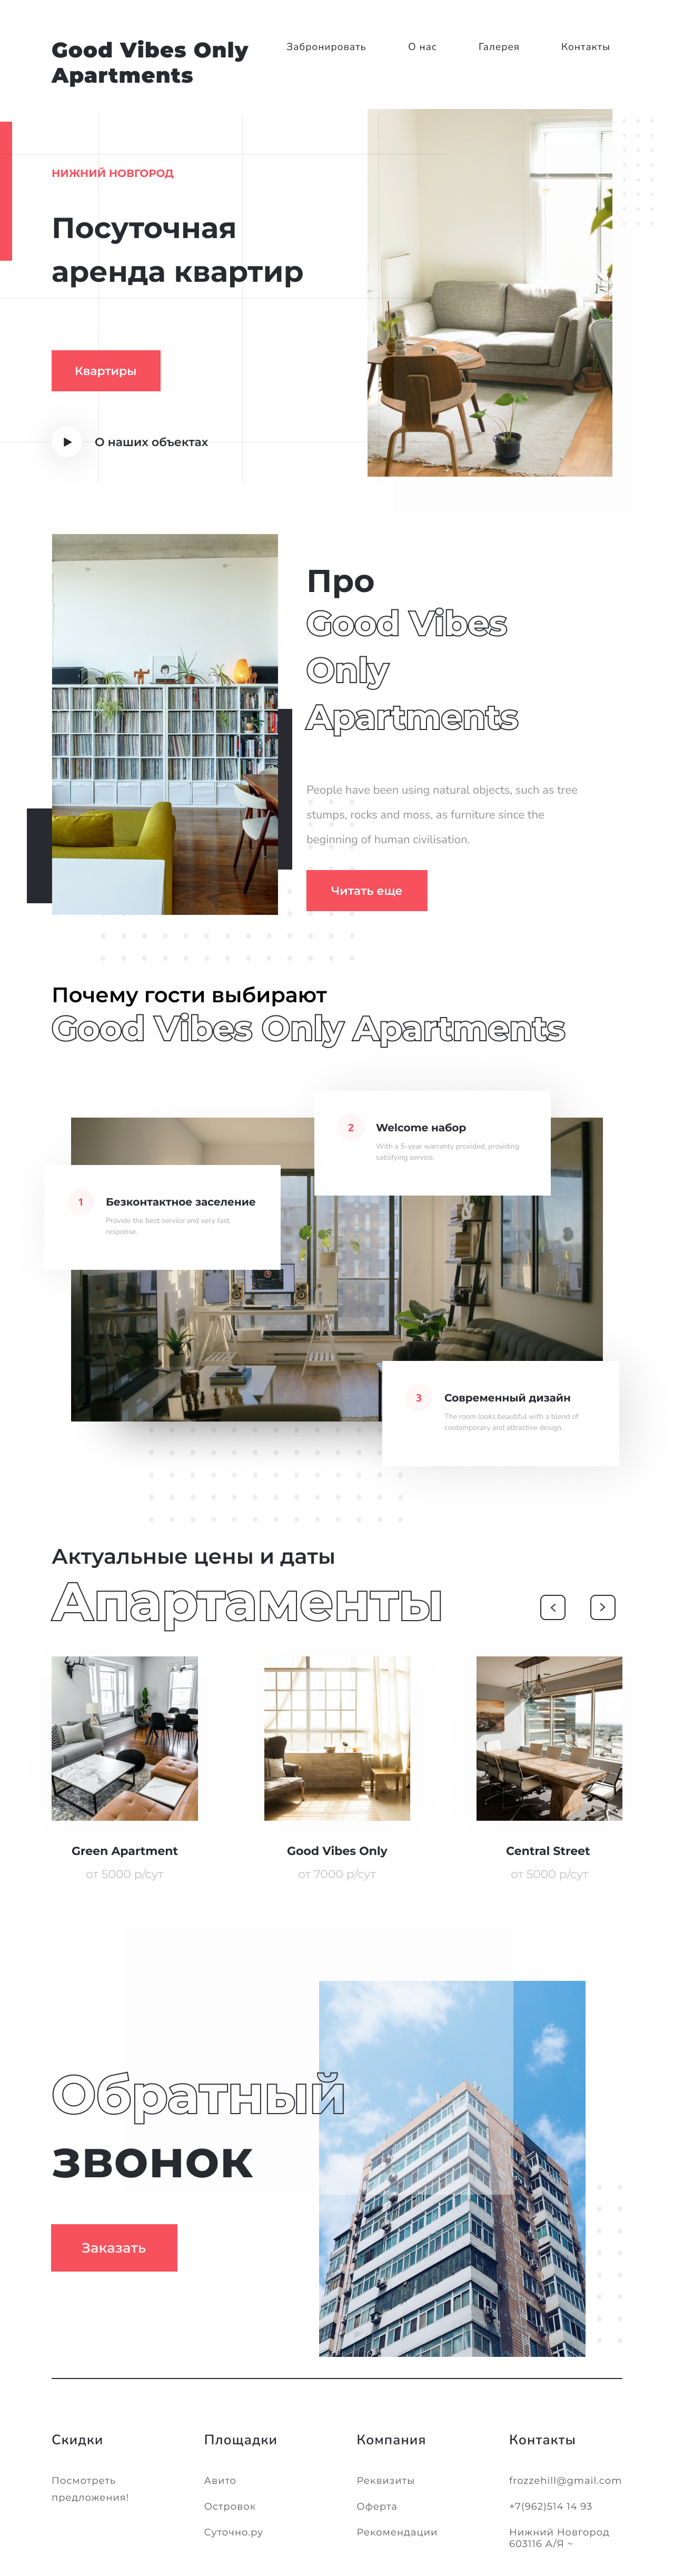 Good Vibes Only
Apartments
Забронировать
О нас
Галерея
Контакты
НИЖНИЙ НОВГОРОД
Посуточная
аренда квартир
Квартиры
О наших объектах
Про
Good Vibes
Only
Apartments
People have been using natural objects, such as tree
stumps, rocks and moss, as furniture since the
beginning of human civilisation.
Читать еще
Почему гости выбирают
Good Vibes Only Apartments
2
Welcome набор
With a 5-year warranty provided, providing
satisfying service.
1
Безконтактное заселение
Provide the best service and very fast
response.
3
Современный дизайн
The room looks beautiful with a blend of
contemporary and attractive design.
Актуальные цены и даты
Апартаменты
Green Apartment
от 5000 р/сут
Good Vibes Only
от 7000 р/сут
Central Street
от 5000 р/сут
Обратный
звонок
Заказать
Скидки
Посмотреть
предложения!
Площадки
Авито
Островок
Суточно.ру
Компания
Реквизиты
Оферта
Рекомендации
Контакты
frozzehill@gmail.com
+7(962)514 14 93
Нижний Новгород
603116 А/Я ~